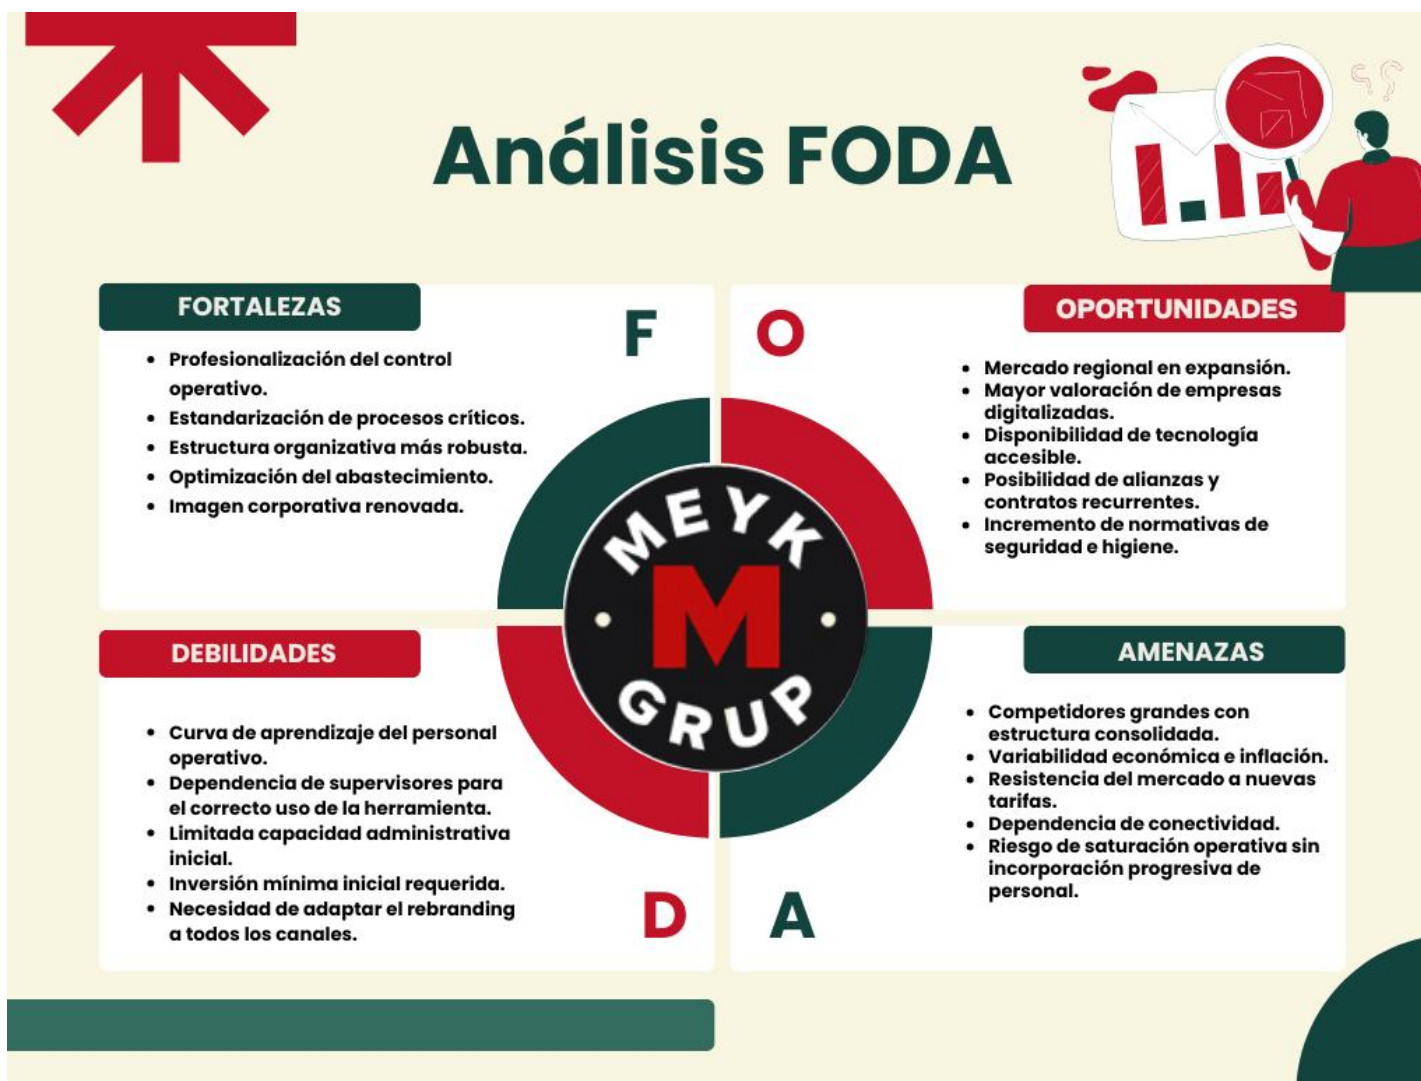 Análisis FODA
FORTALEZAS
F
• Profesionalización del control
operativo.
• Estandarización de procesos críticos.
• Estructura organizativa más robusta.
• Optimización del abastecimiento.
• Imagen corporativa renovada.
O
OPORTUNIDADES
• Mercado regional en expansión.
• Mayor valoración de empresas
digitalizadas.
• Disponibilidad de tecnología
accesible.
• Posibilidad de alianzas y
contratos recurrentes.
• Incremento de normativas de
seguridad e higiene.
MEYK
M
GRUP
DEBILIDADES
• Curva de aprendizaje del personal
operativo.
• Dependencia de supervisores para
el correcto uso de la herramienta.
• Limitada capacidad administrativa
inicial.
• Inversión mínima inicial requerida.
• Necesidad de adaptar el rebranding
a todos los canales.
D
AMENAZAS
• Competidores grandes con
estructura consolidada.
• Variabilidad económica e inflación.
• Resistencia del mercado a nuevas
tarifas.
• Dependencia de conectividad.
• Riesgo de saturación operativa sin
incorporación progresiva de
personal.
A